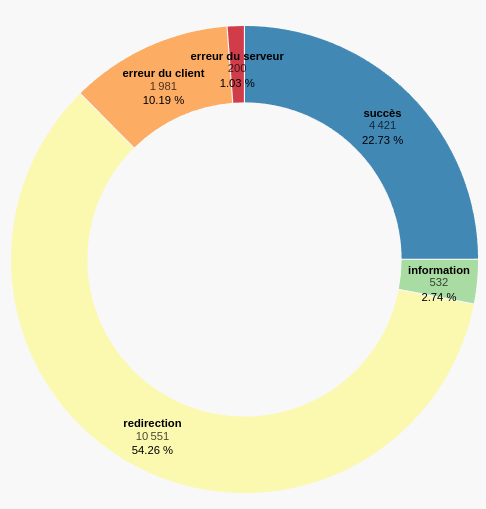 erreur du serveur
200
1.03 %
erreur du client
1 981
10.19 %
succès
4 421
22.73 %
information
532
2.74 %
redirection
10 551
54.26 %